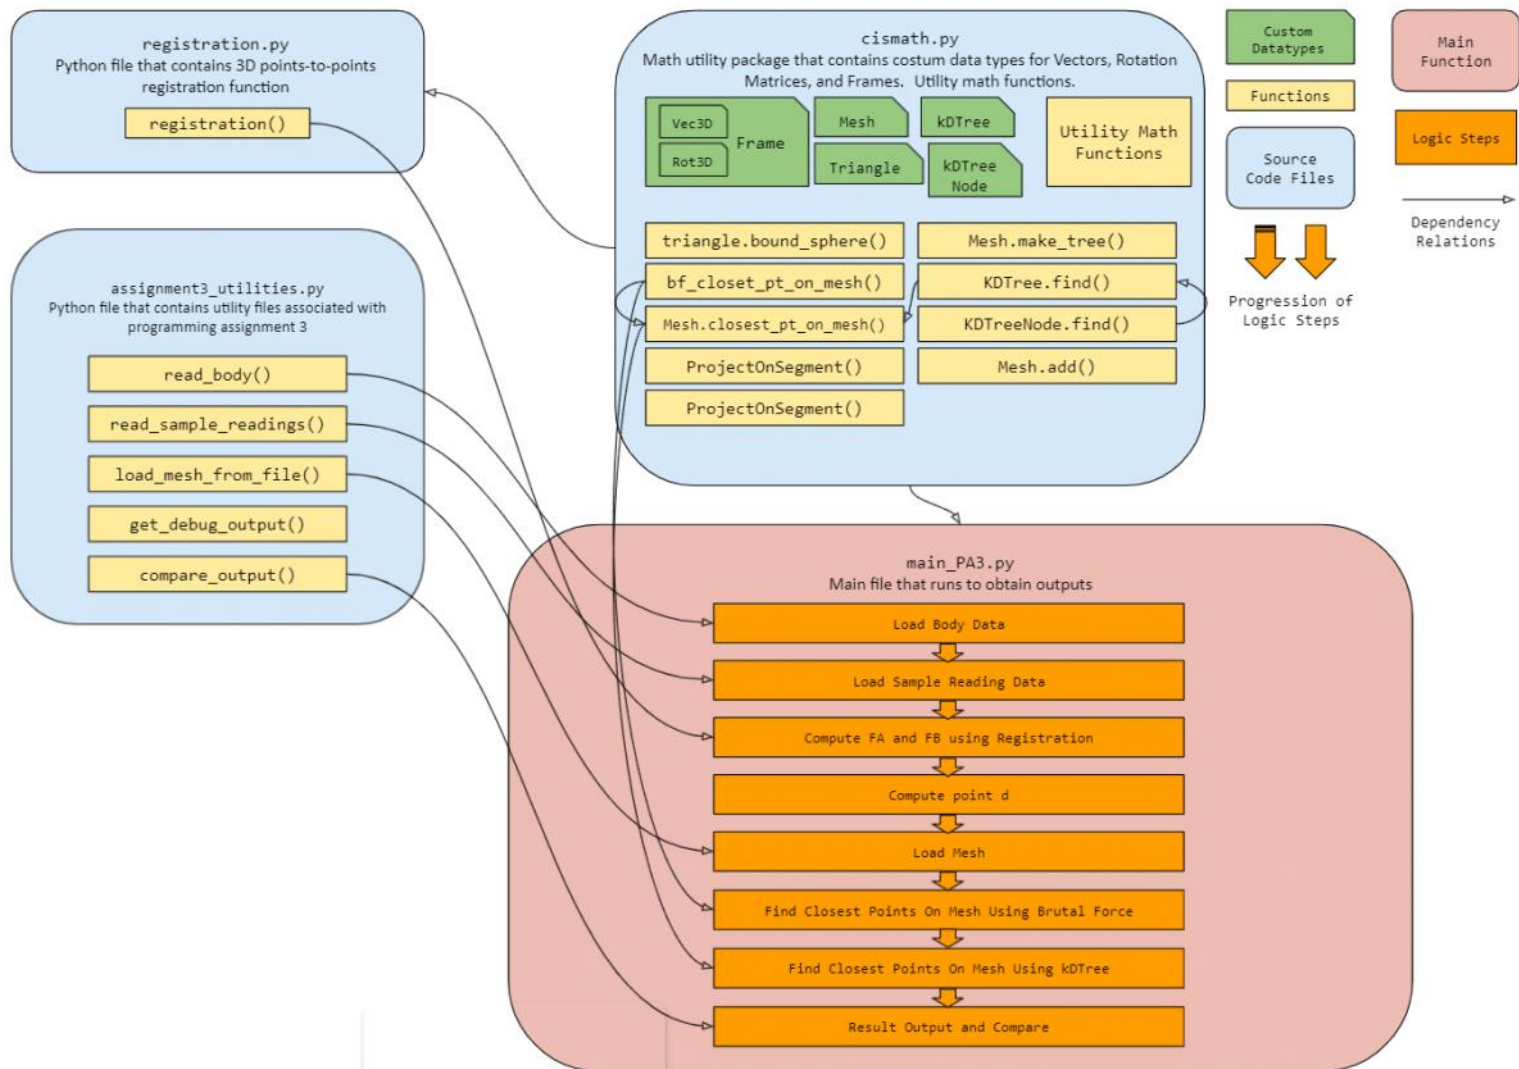 registration.py
Python file that contains 3D points-to-points
registration function
registration()
cismath.py
Math utility package that contains costum data types for Vectors, Rotation
Matrices, and Frames. Utility math functions.
Vec3D
Rot3D
Frame
Mesh
Triangle
kDTree
kDTree
Node
Utility Math
Functions
triangle.bound_sphere()
Mesh.make_tree()
bf_closet_pt_on_mesh()
KDTree.find()
Mesh.closest_pt_on_mesh()
KDTreeNode.find()
ProjectOnSegment()
Mesh.add()
ProjectOnSegment()
Custom
Datatypes
Functions
Source
Code Files
Progression of
Logic Steps
Main
Function
Logic Steps
Dependency
Relations
assignment3_utilities.py
Python file that contains utility files associated with
programming assignment 3
read_body()
read_sample_readings()
load_mesh_from_file()
get_debug_output()
compare_output()
main_PA3.py
Main file that runs to obtain outputs
Load Body Data
Load Sample Reading Data
Compute FA and FB using Registration
Compute point d
Load Mesh
Find Closest Points On Mesh Using Brutal Force
Find Closest Points On Mesh Using kDTree
Result Output and Compare